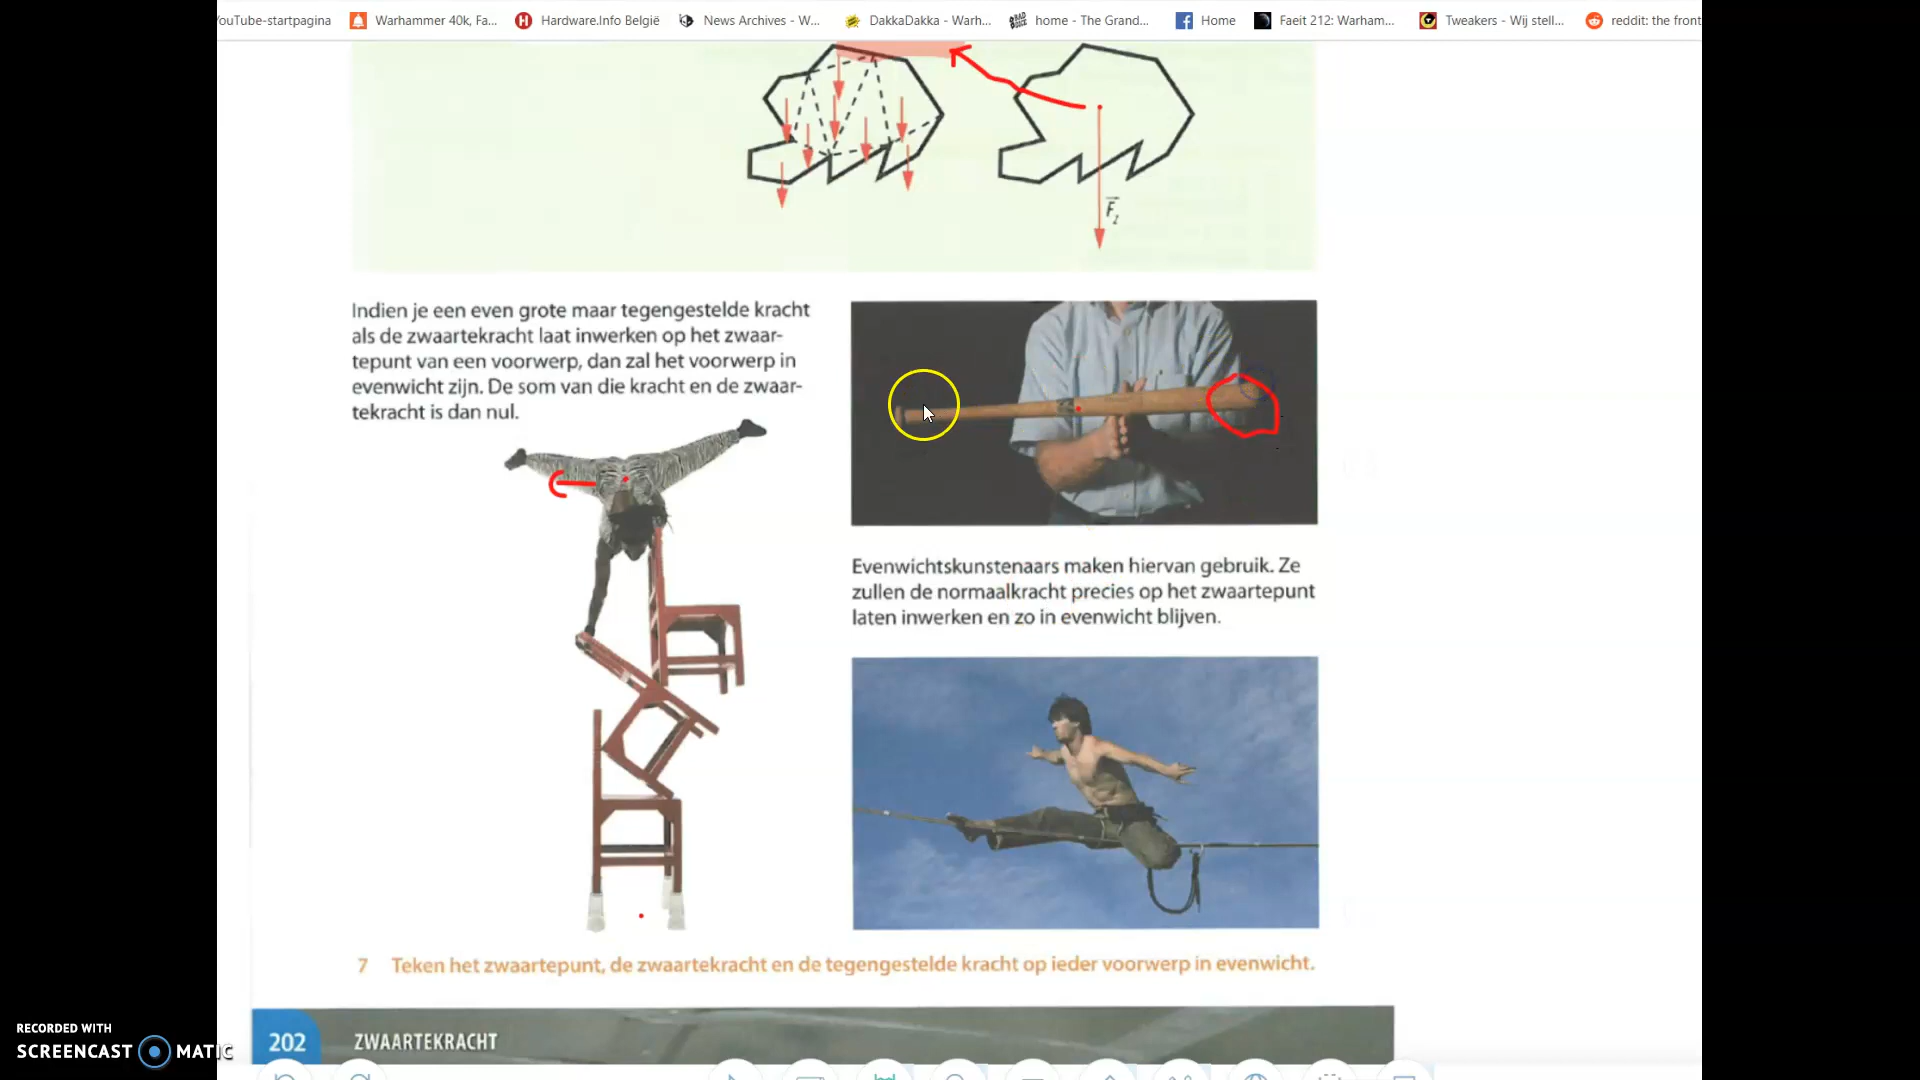 YouTube-startpagina
Warhammer 40k, Fa...
Hardware.Info België
News Archives - W...
DakkaDakka - Warh...
home - The Grand...
Home
Faeit 212: Warham...
Tweakers - Wij stell...
reddit: the front
Fz
Indien je een even grote maar tegengestelde kracht
als de zwaartekracht laat inwerken op het zwaar-
tepunt van een voorwerp, dan zal het voorwerp in
evenwicht zijn. De som van die kracht en de zwaar-
tekracht is dan nul.
Evenwichtskunstenaars maken hiervan gebruik. Ze
zullen de normaalkracht precies op het zwaartepunt
laten inwerken en zo in evenwicht blijven.
7 Teken het zwaartepunt, de zwaartekracht en de tegengestelde kracht op ieder voorwerp in evenwicht.
202 ZWAARTEKRACHT
RECORDED WITH
SCREENCAST MATIC